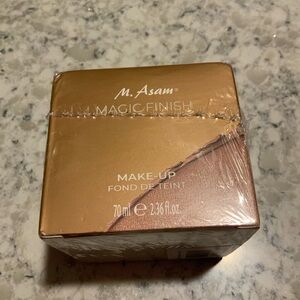 M. Asam®
MAGIC FINISH
MAKE-UP
FOND DE TEINT
70 ml ℮ 2.36 fl.oz.